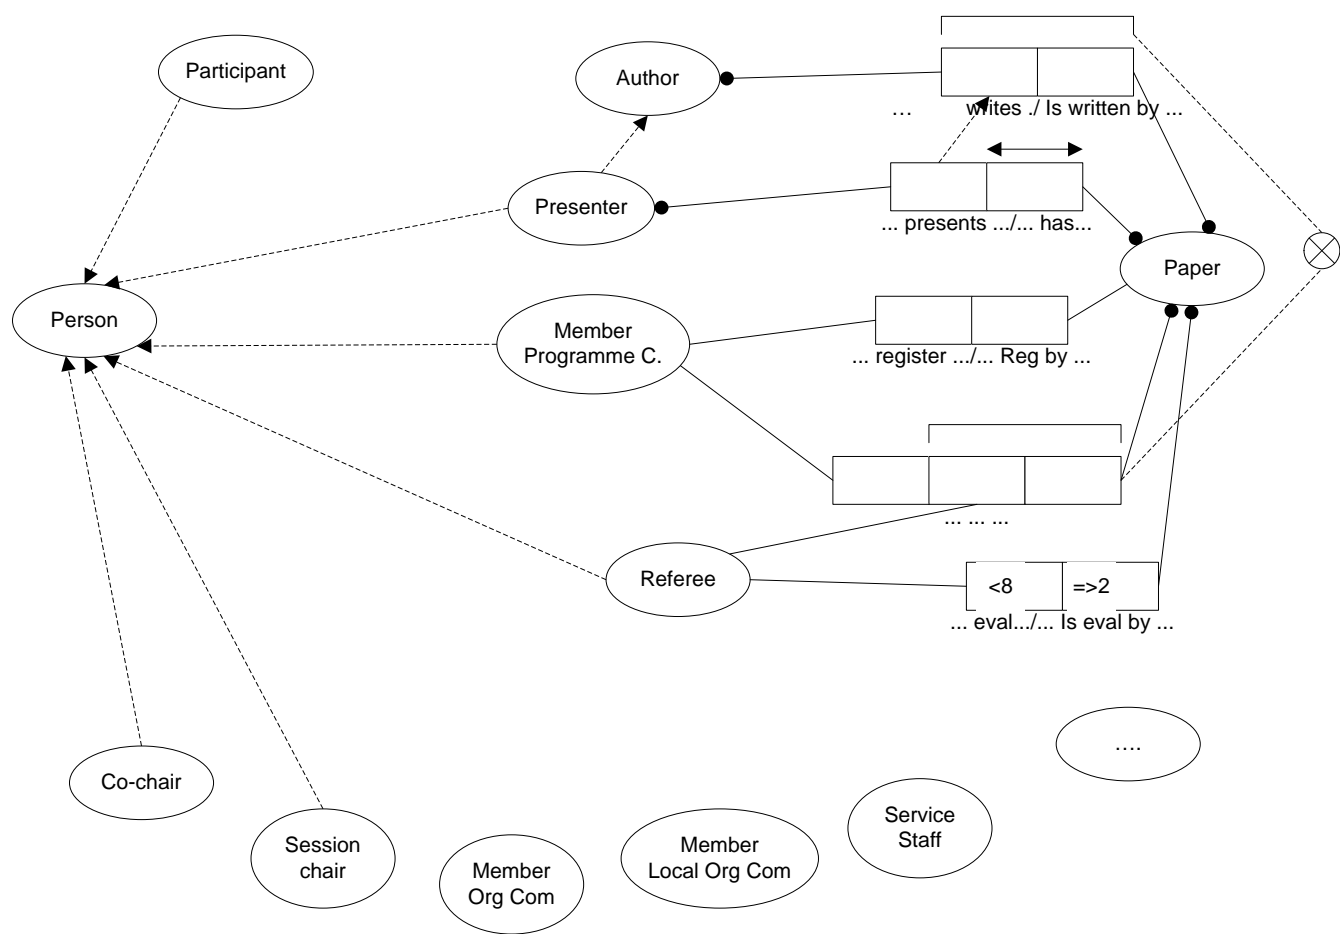 Participant
Author
... writes ./ Is written by ...
Presenter
... presents .../... has...
Paper
Person
Member
Programme C.
... register .../... Reg by ...
... ... ...
Referee
<8
=>2
... eval.../... Is eval by ...
....
Co-chair
Session
chair
Member
Org Com
Member
Local Org Com
Service
Staff